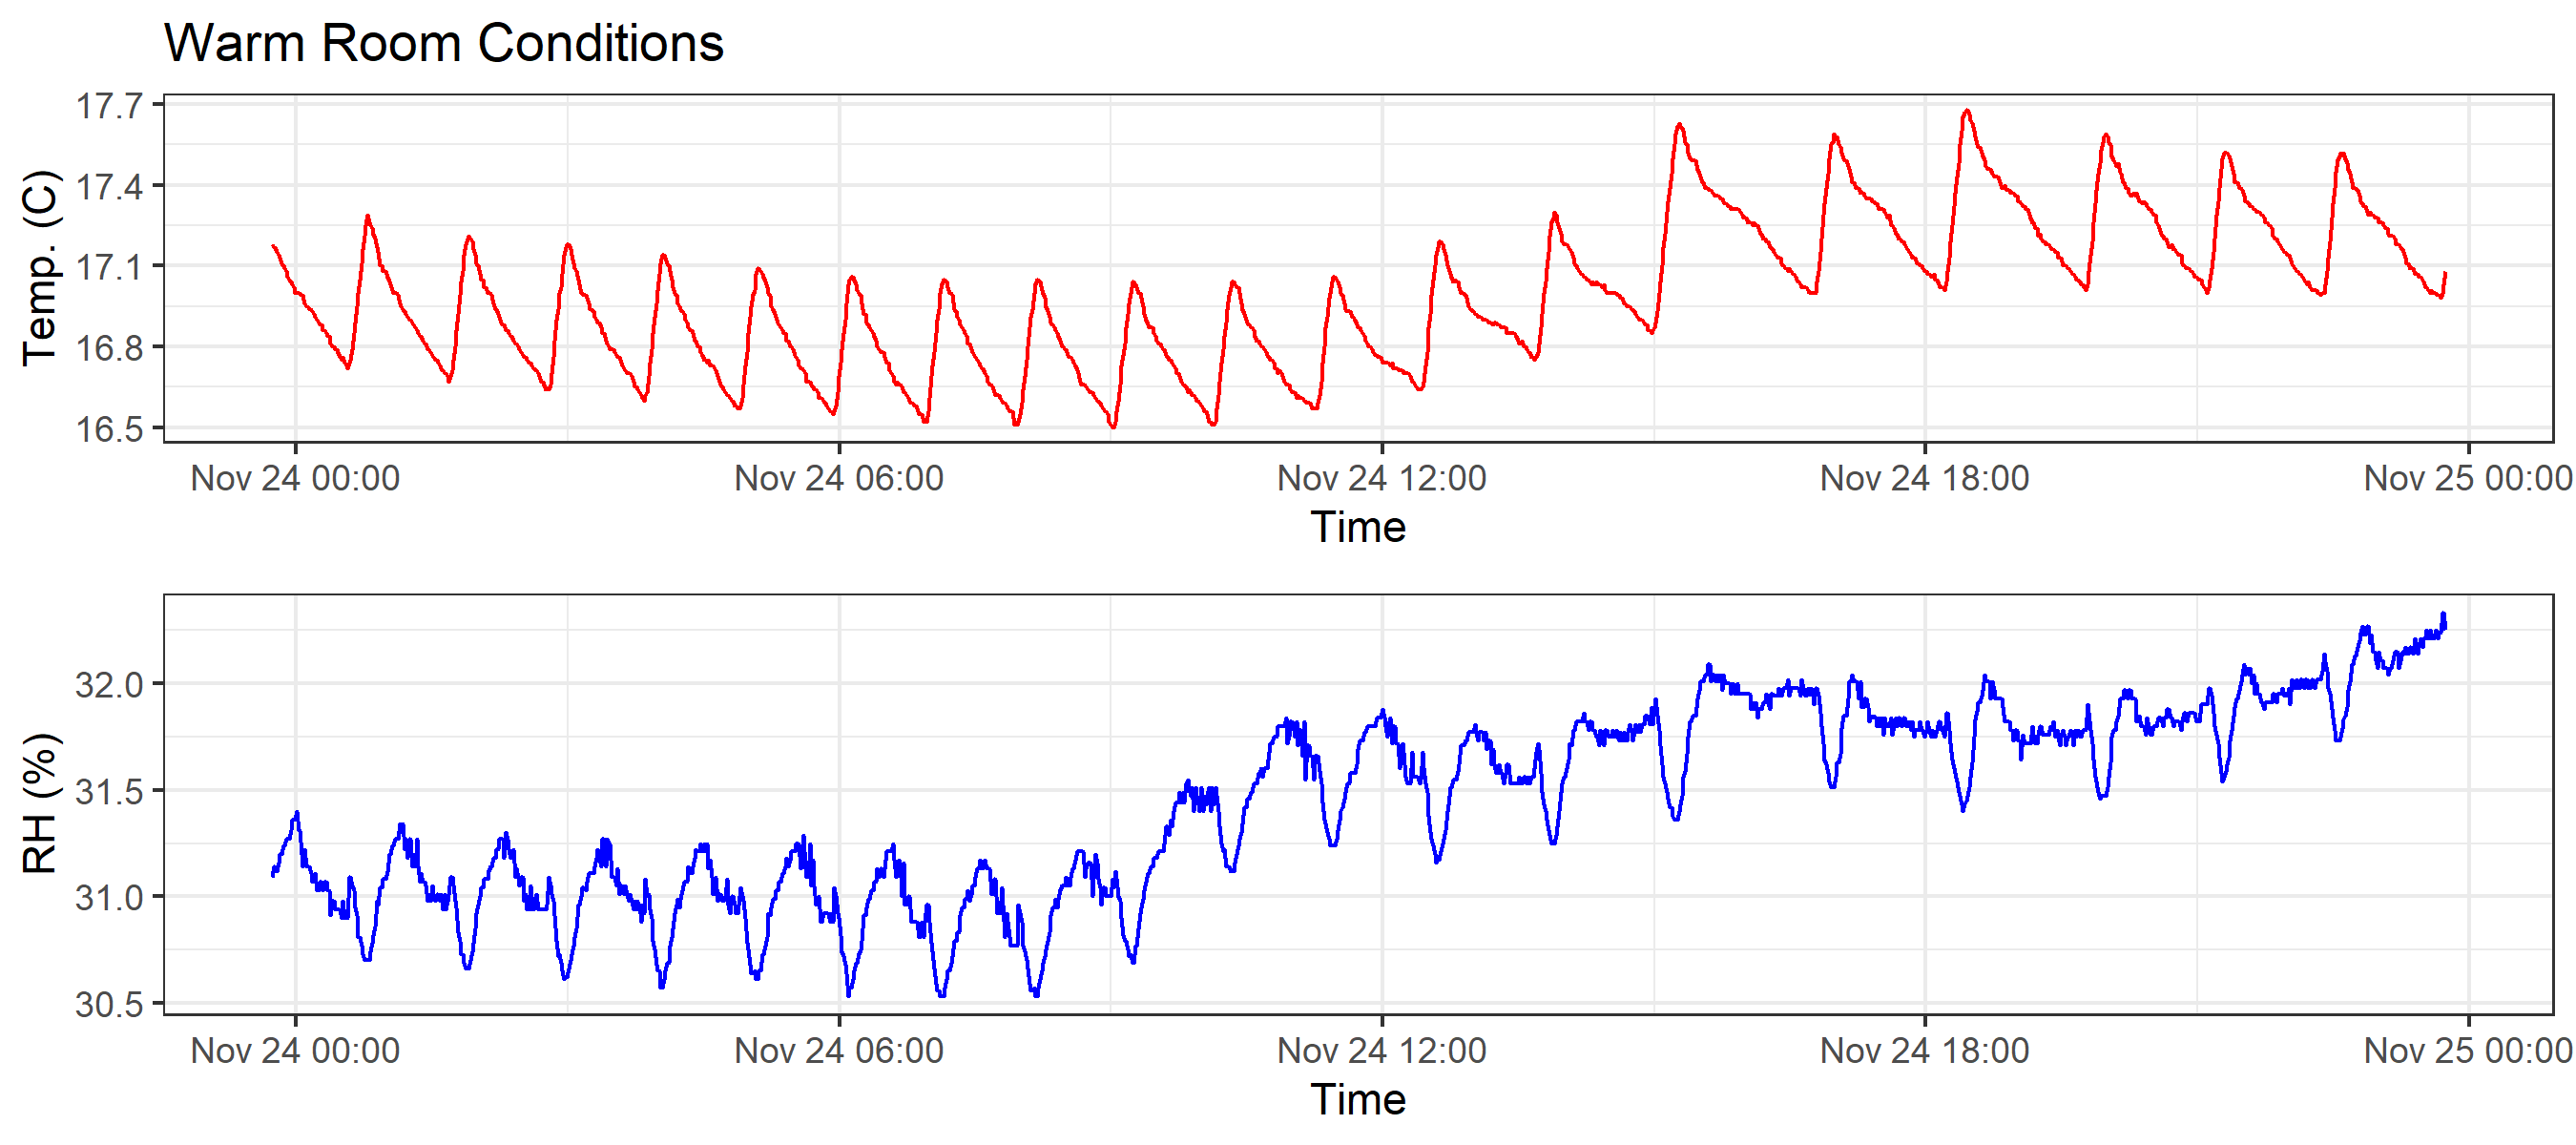 Warm Room Conditions
17.7
17.4
17.1
16.8
16.5
Temp. (C)
Nov 24 00:00 Nov 24 06:00 Nov 24 12:00 Nov 24 18:00 Nov 25 00:00
Time
32.0
31.5
31.0
30.5
RH (%)
Nov 24 00:00 Nov 24 06:00 Nov 24 12:00 Nov 24 18:00 Nov 25 00:00
Time